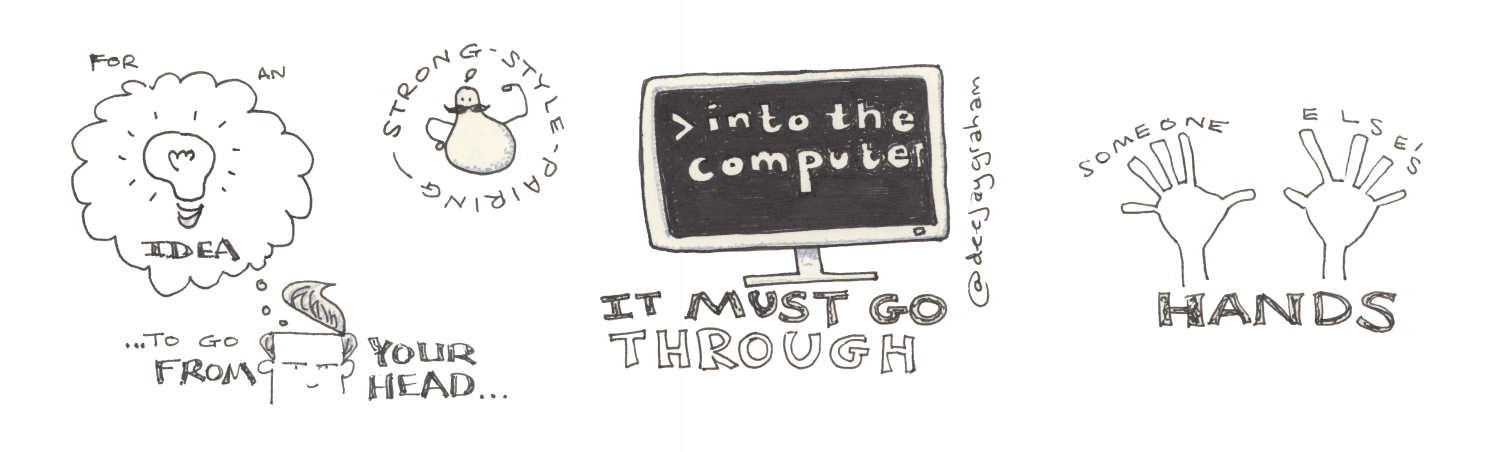 FOR AN
IDEA
...TO GO
FROM YOUR
HEAD...
STRONG-STYLE-PAIRING-
> into the
computer
@deejaygraham
IT MUST GO
THROUGH
SOMEONE ELSE'S
HANDS